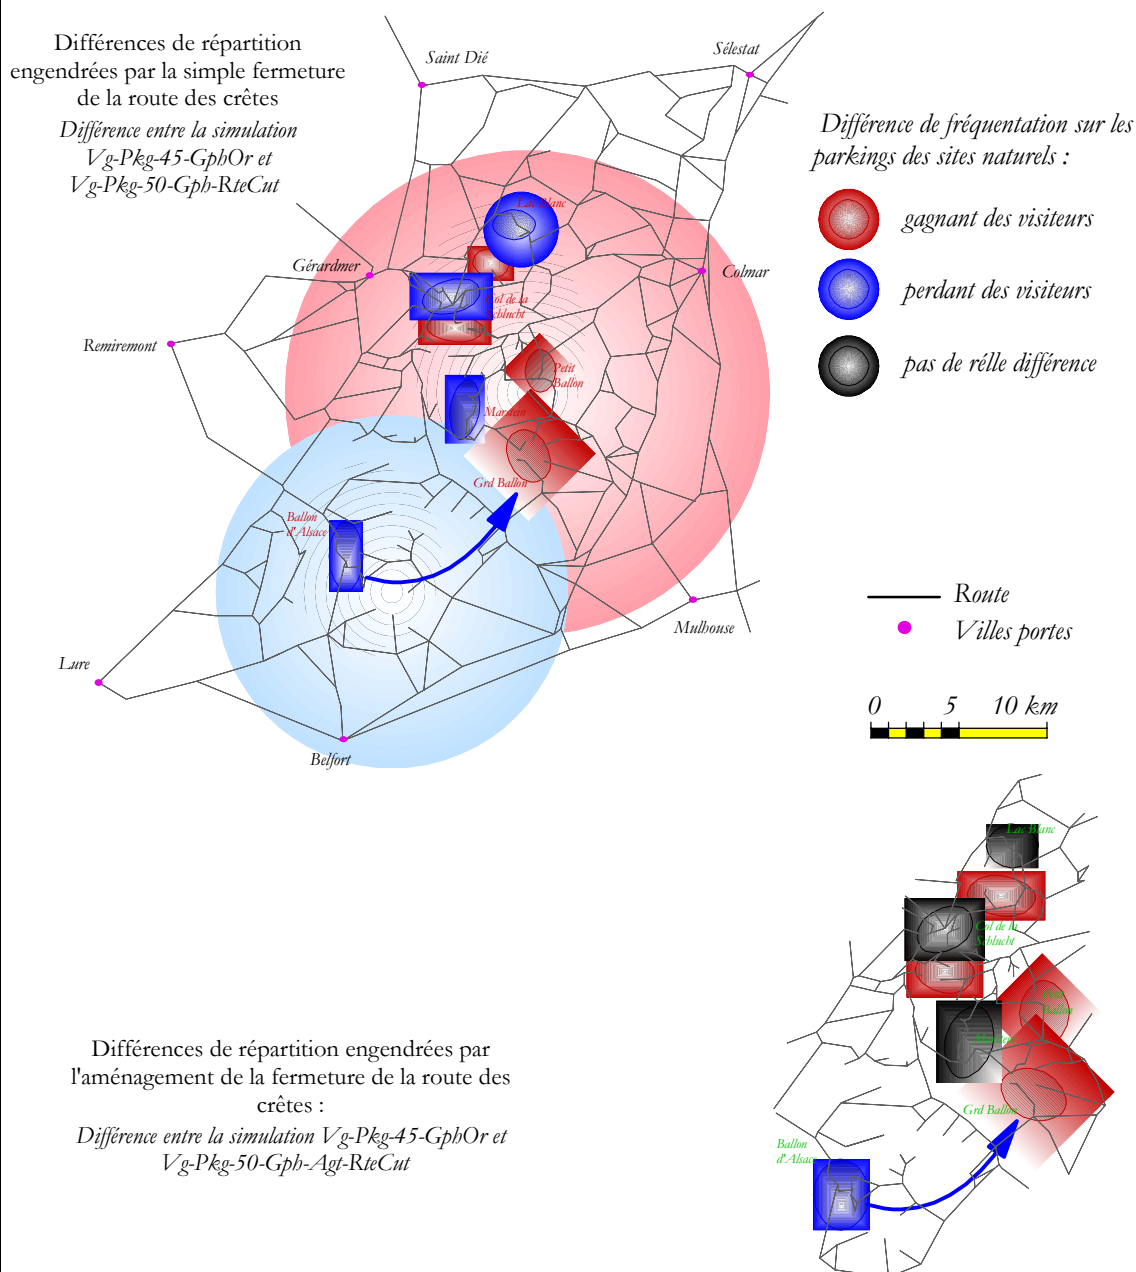 Différences de répartition
engendrées par la simple fermeture
de la route des crêtes
Différence entre la simulation
Vg-Pkg-45-GphOr et
Vg-Pkg-50-Gph-RteCut
Saint Dié
Sélestat
Différence de fréquentation sur les
parkings des sites naturels :
gagnant des visiteurs
perdant des visiteurs
pas de rélle différence
Lac Blanc
Gérardmer
Colmar
Col de la
Schlucht
Remiremont
Petit
Ballon
Marstein
Grd Ballon
Ballon
d'Alsace
Route
Villes portes
Mulhouse
Lure
Belfort
0 5 10 km
Lac Blanc
Col de la
Schlucht
Petit
Ballon
Marstein
Grd Ballon
Ballon
d'Alsace
Différences de répartition engendrées par
l'aménagement de la fermeture de la route des
crêtes :
Différence entre la simulation Vg-Pkg-45-GphOr et
Vg-Pkg-50-Gph-Agt-RteCut